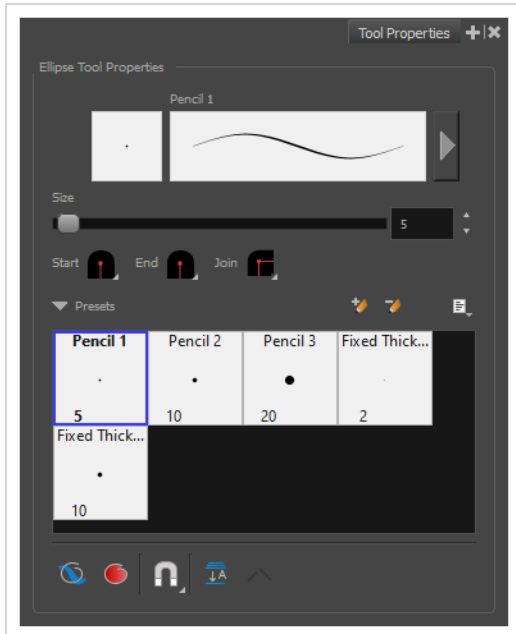 Tool Properties
Ellipse Tool Properties
Pencil 1
Size
5
Start End Join
Presets
Pencil 1 Pencil 2 Pencil 3 Fixed Thick...
5 10 20 2
Fixed Thick...
10
A